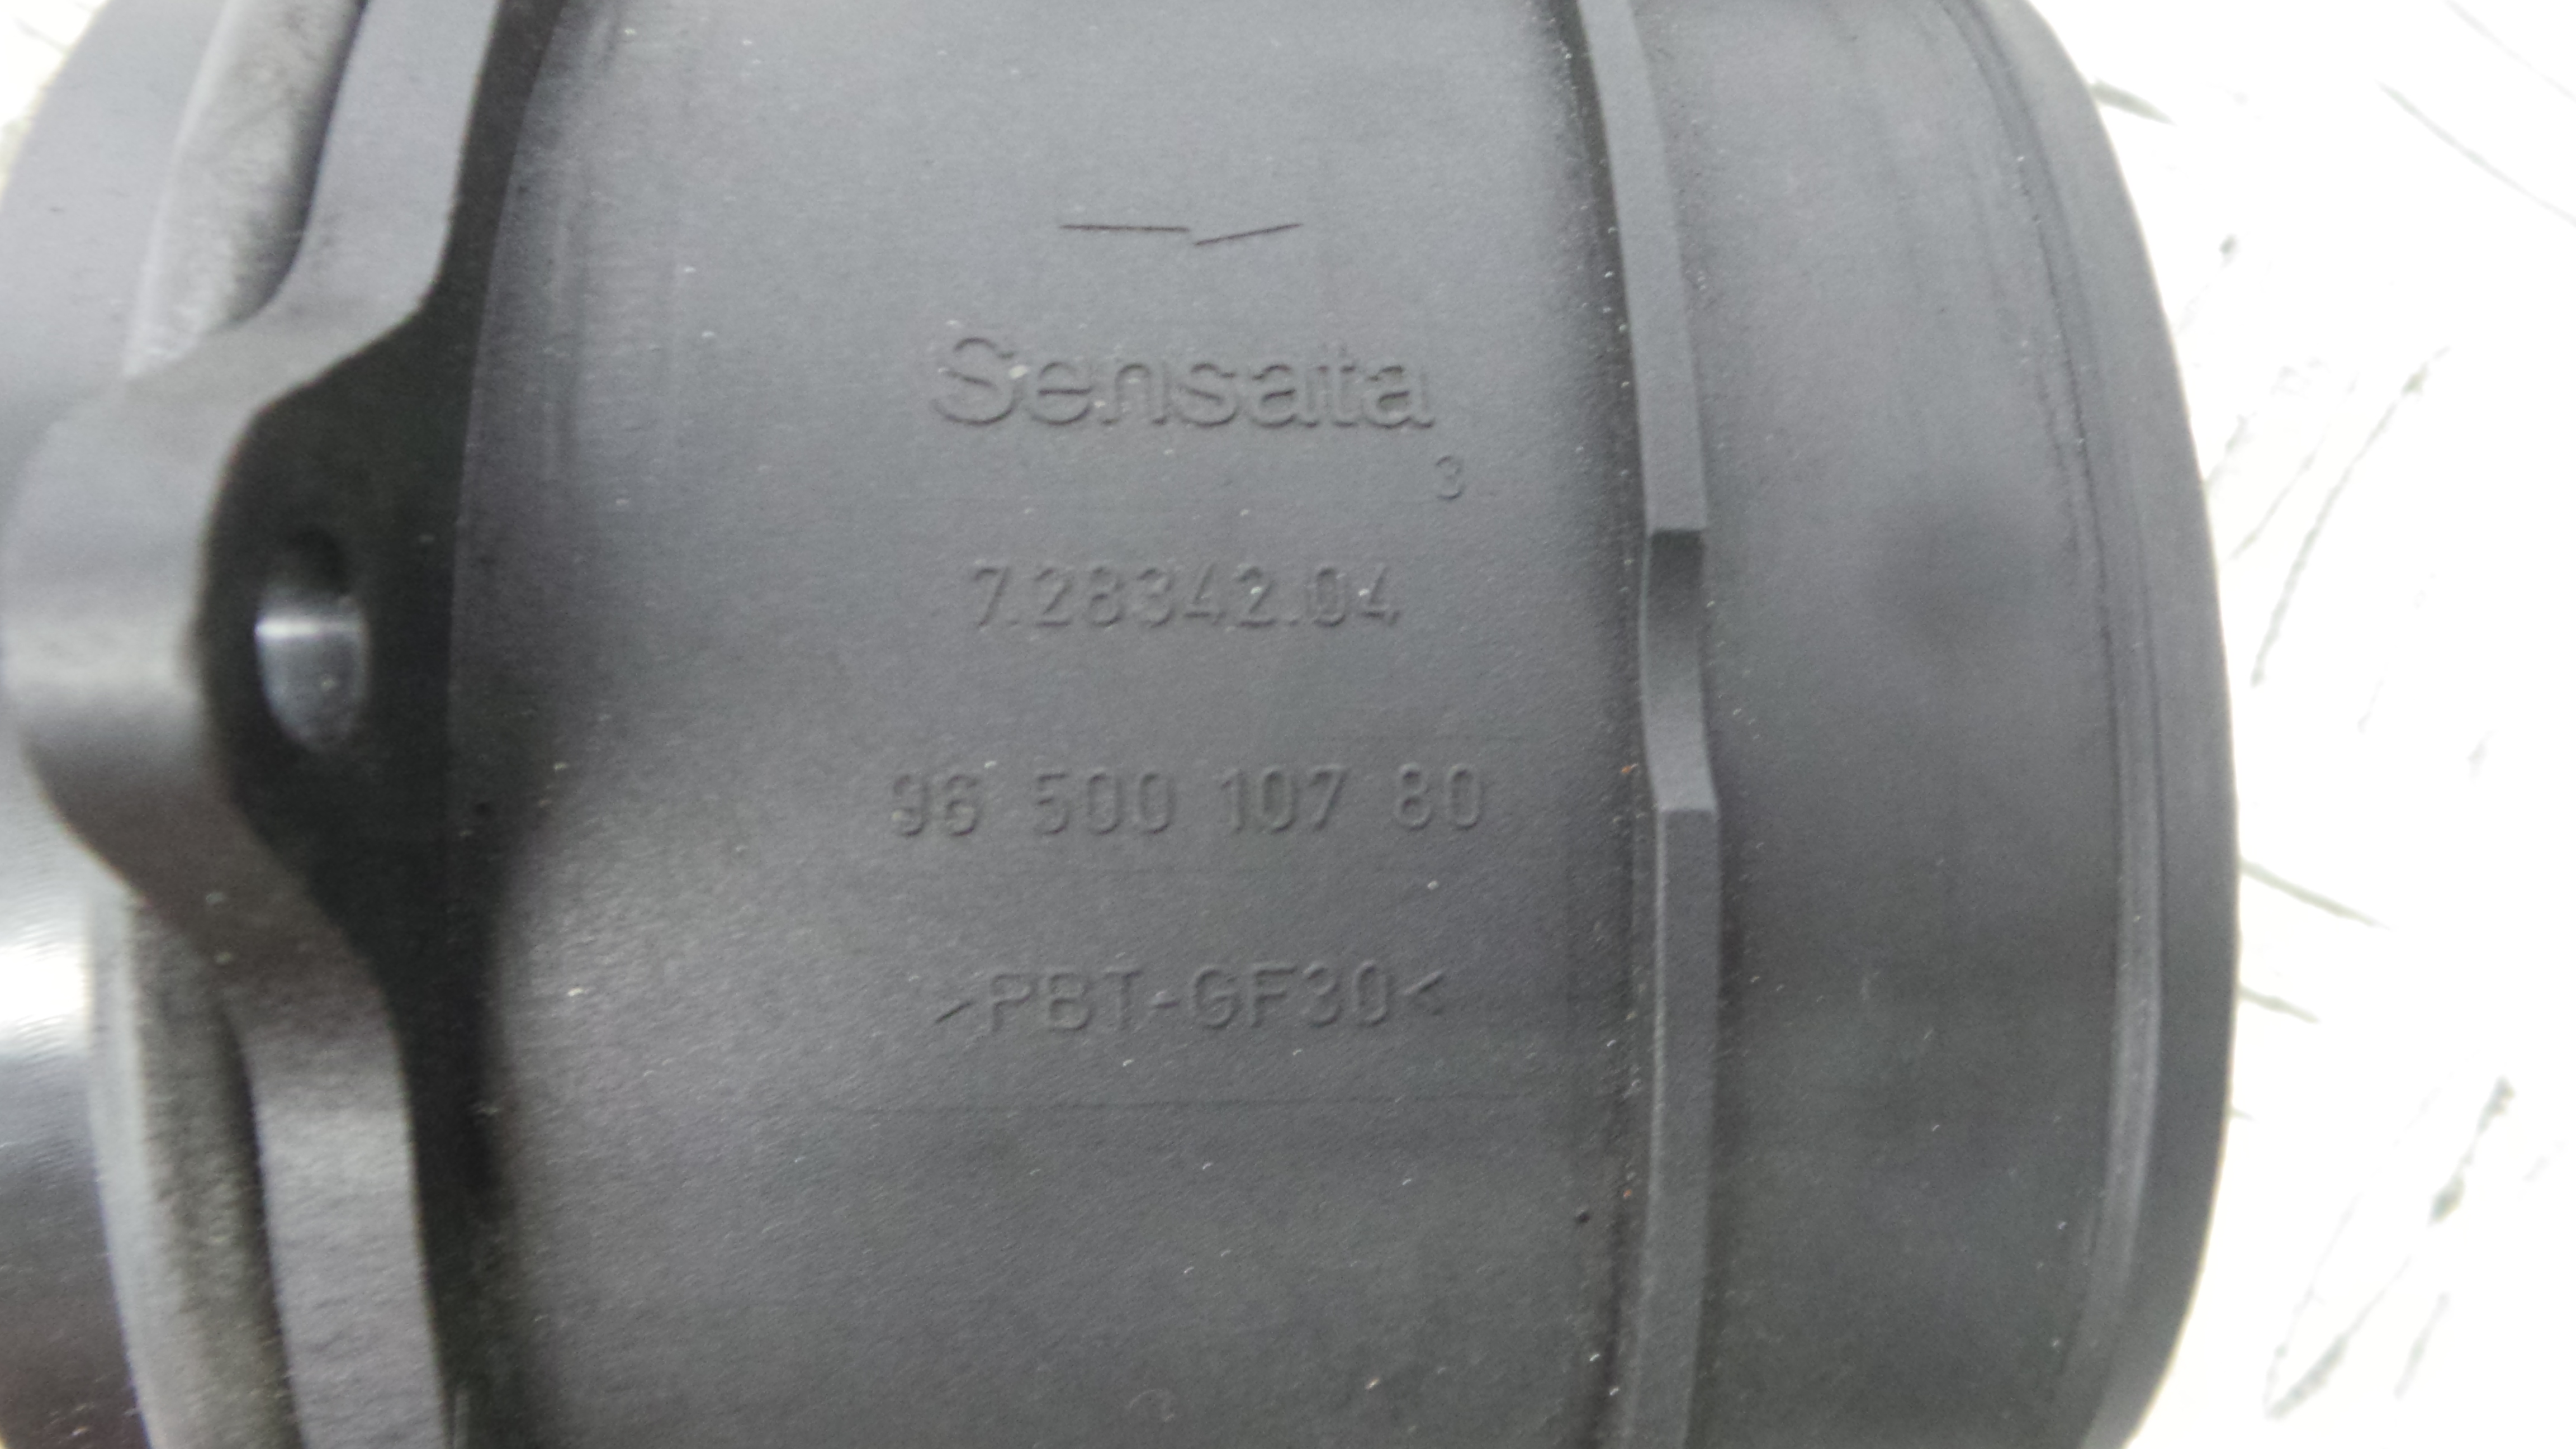 Sensata
3
7.28342.04
96 500 107 80
>PBT-GF30<